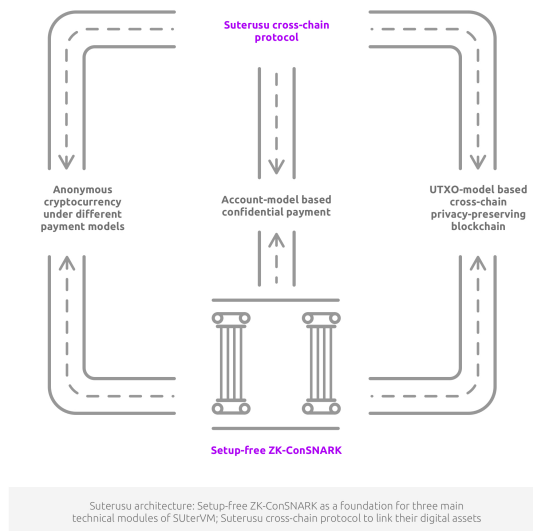 Suterusu cross-chain
protocol
Anonymous
cryptocurrency
under different
payment models
Account-model based
confidential payment
UTXO-model based
cross-chain
privacy-preserving
blockchain
Setup-free ZK-ConSNARK
Suterusu architecture: Setup-free ZK-ConSNARK as a foundation for three main
technical modules of SUterVM; Suterusu cross-chain protocol to link their digital assets